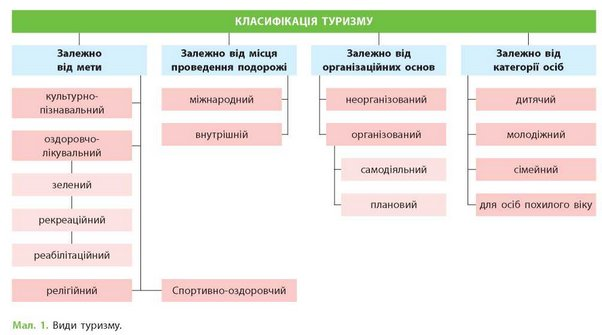 КЛАСИФІКАЦІЯ ТУРИЗМУ
Залежно
від мети
Залежно від місця
проведення подорожі
Залежно від
організаційних основ
Залежно від
категорії осіб
культурно-
пізнавальний
оздоровчо-
лікувальний
зелений
рекреаційний
реабілітаційний
релігійний
Спортивно-оздоровчий
міжнародний
внутрішній
неорганізований
організований
самодіяльний
плановий
дитячий
молодіжний
сімейний
для осіб похилого віку
Мал. 1. Види туризму.